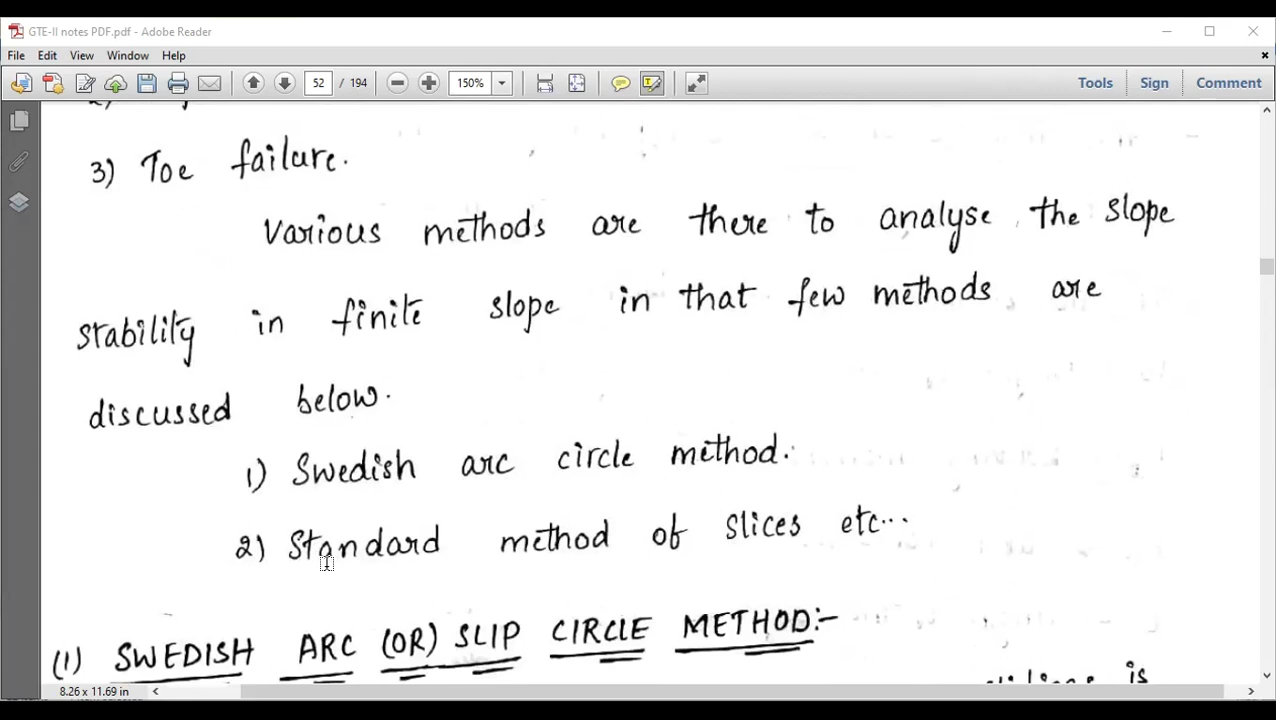 GTE-II notes PDF.pdf - Adobe Reader
File Edit View Window Help
52 / 194 150% Tools Sign Comment
3) Toe failure.
Various methods are there to analyse the slope
stability in finite slope in that few methods are
discussed below.
1) Swedish arc circle method.
2) Standard method of slices etc...
(1) SWEDISH ARC (OR) SLIP CIRCLE METHOD:-
is
8.26 x 11.69 in